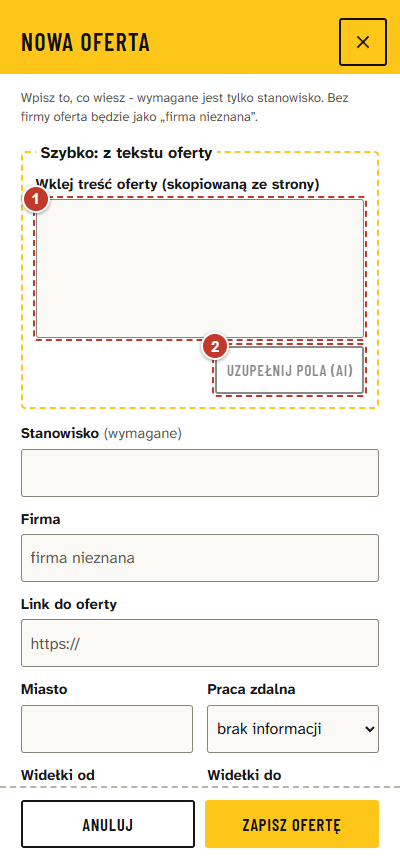 NOWA OFERTA
Wpisz to, co wiesz - wymagane jest tylko stanowisko. Bez
firmy oferta będzie jako „firma nieznana”.
Szybko: z tekstu oferty
Wklej treść oferty (skopiowaną ze strony)
1
2
UZUPEŁNIJ POLA (AI)
Stanowisko (wymagane)
Firma
firma nieznana
Link do oferty
https://
Miasto
Praca zdalna
brak informacji
Widełki od
Widełki do
ANULUJ
ZAPISZ OFERTĘ